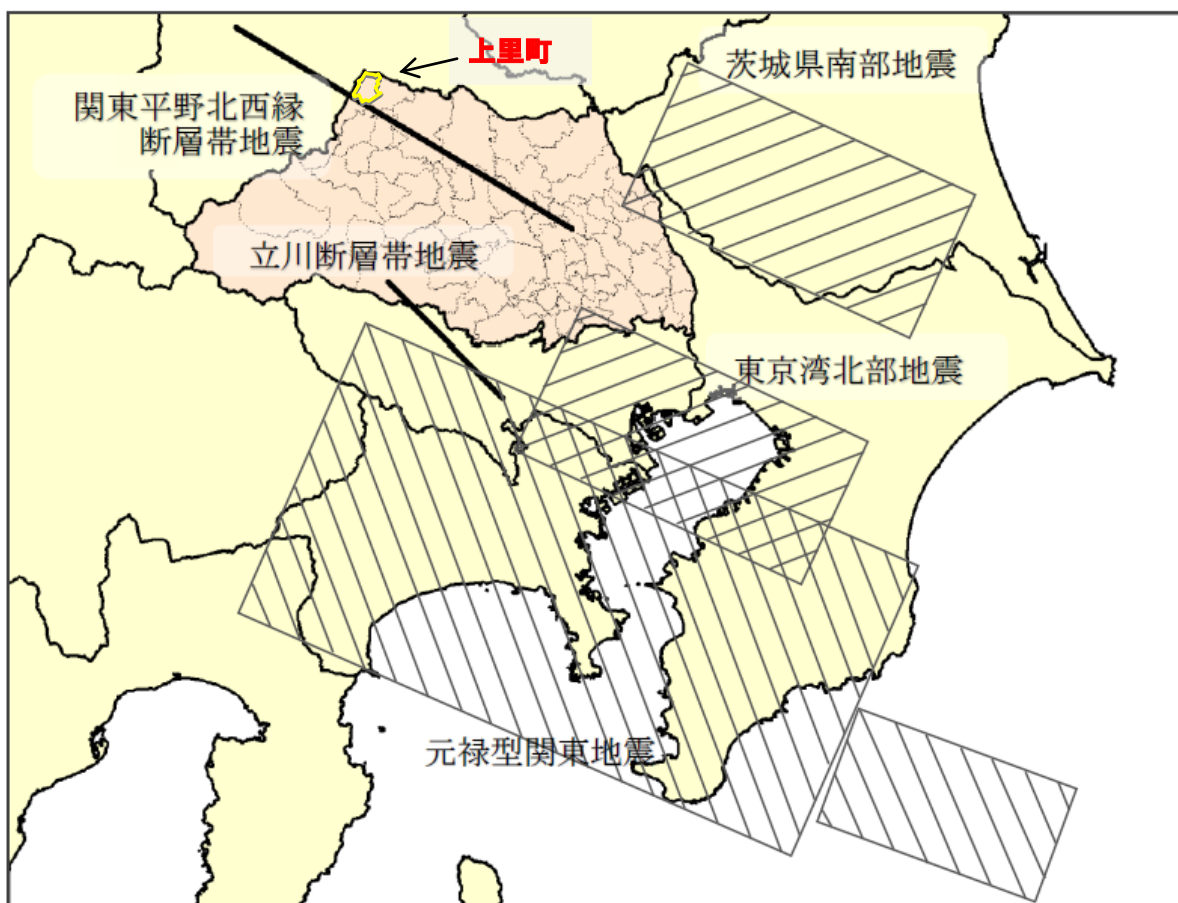 上里町
茨城県南部地震
関東平野北西縁
断層帯地震
立川断層帯地震
東京湾北部地震
元禄型関東地震